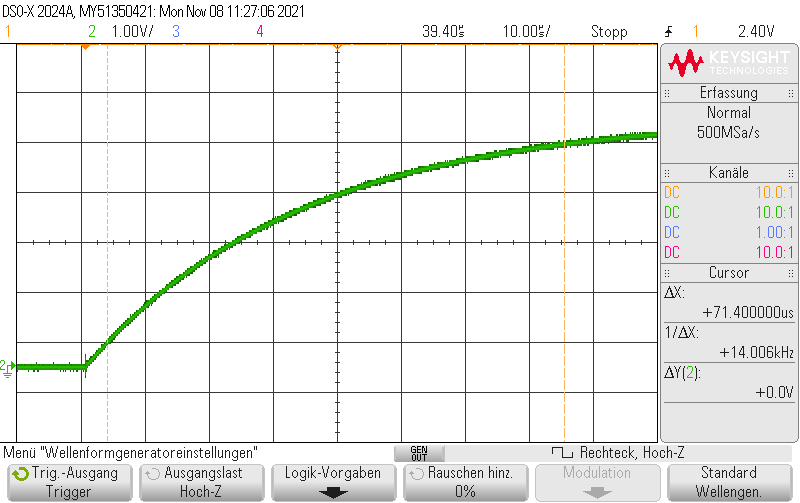 DSO-X 2024A, MY51350421: Mon Nov 08 11:27:06 2021
1 2 1.00V/ 3 4 39.40s 10.00s/ Stopp 1 2.40V
KEYSIGHT
TECHNOLOGIES
Erfassung
Normal
500MSa/s
Kanäle
DC 10.0:1
DC 10.0:1
DC 1.00:1
DC 10.0:1
Cursor
ΔX:
+71.400000us
1/ΔX:
+14.006kHz
ΔY(2):
+0.0V
2
Menü "Wellenformgeneratoreinstellungen"
GEN
OUT
Rechteck, Hoch-Z
Trig.-Ausgang
Trigger
Ausgangslast
Hoch-Z
Logik-Vorgaben
Rauschen hinz.
0%
Modulation
Standard
Wellengen.